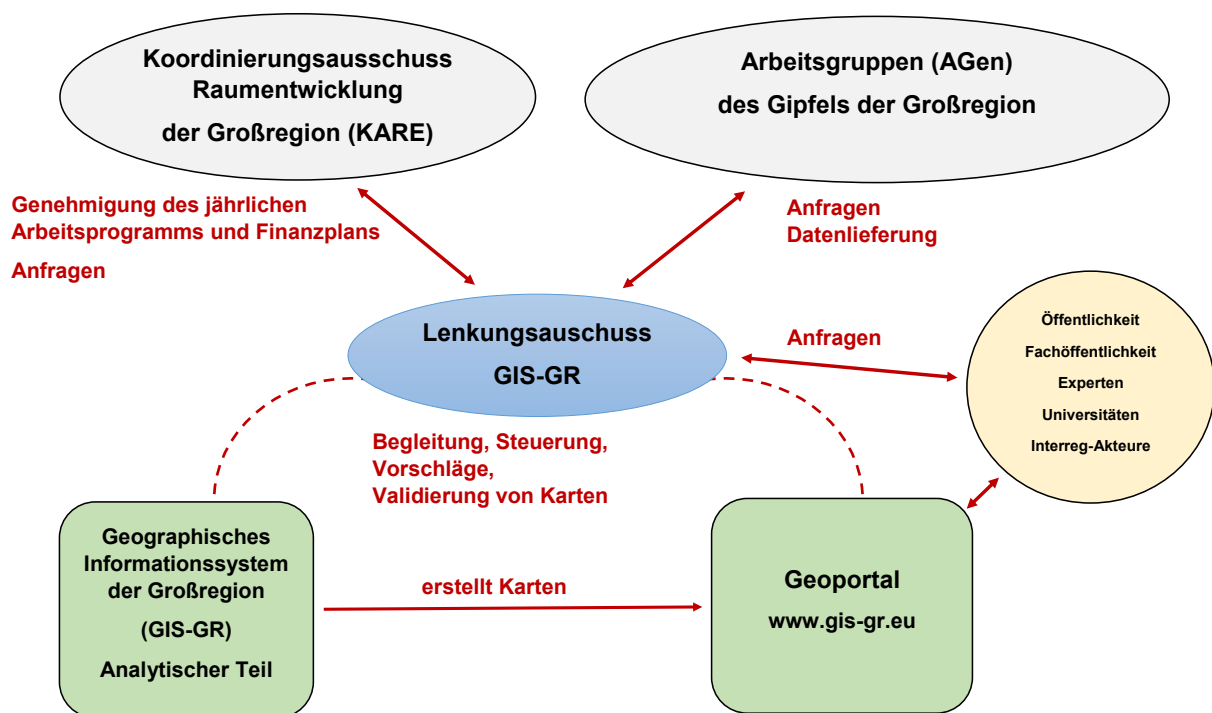 Koordinierungsausschuss
Raumentwicklung
der Großregion (KARE)
Arbeitsgruppen (AGen)
des Gipfels der Großregion
Genehmigung des jährlichen
Arbeitsprogramms und Finanzplans
Anfragen
Anfragen
Datenlieferung
Lenkungsauschuss
GIS-GR
Anfragen
Öffentlichkeit
Fachöffentlichkeit
Experten
Universitäten
Interreg-Akteure
Begleitung, Steuerung,
Vorschläge,
Validierung von Karten
Geographisches
Informationssystem
der Großregion
(GIS-GR)
Analytischer Teil
erstellt Karten
Geoportal
www.gis-gr.eu